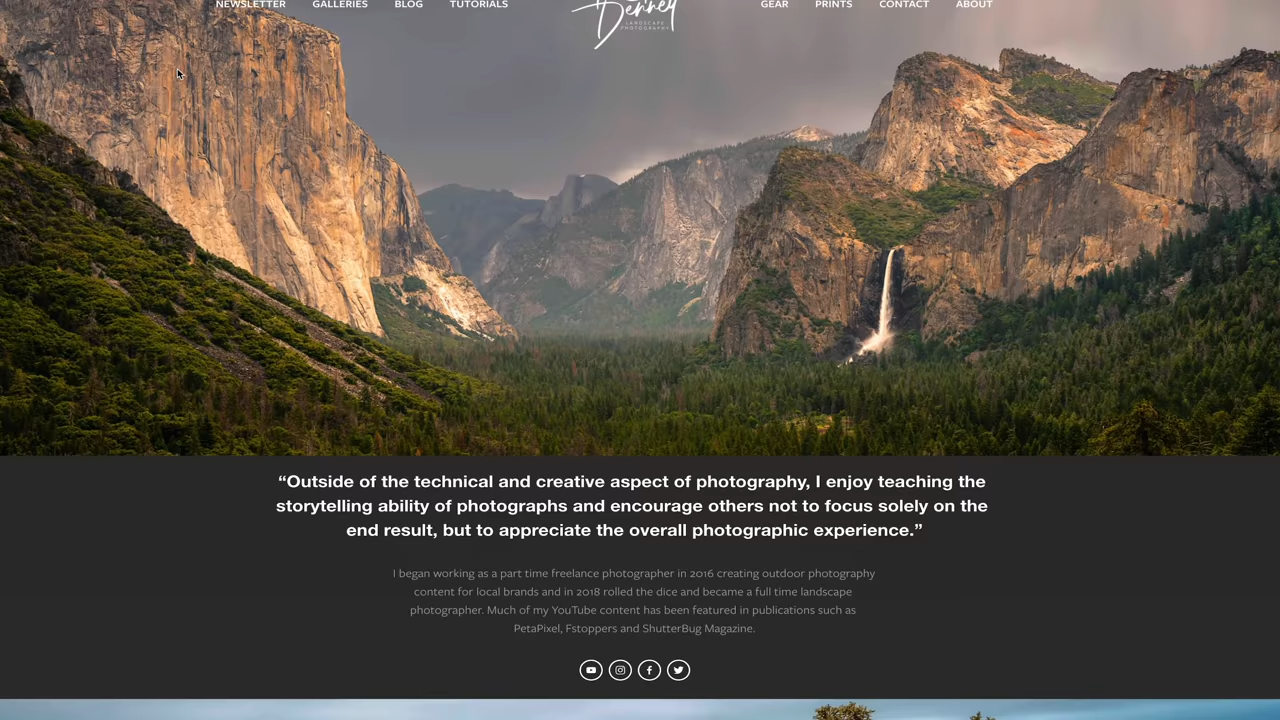 NEWSLETTER GALLERIES BLOG TUTORIALS Denney GEAR PRINTS CONTACT ABOUT
LANDSCAPE
PHOTOGRAPHY
“Outside of the technical and creative aspect of photography, I enjoy teaching the
storytelling ability of photographs and encourage others not to focus solely on the
end result, but to appreciate the overall photographic experience.”
I began working as a part time freelance photographer in 2016 creating outdoor photography
content for local brands and in 2018 rolled the dice and became a full time landscape
photographer. Much of my YouTube content has been featured in publications such as
PetaPixel, Fstoppers and ShutterBug Magazine.